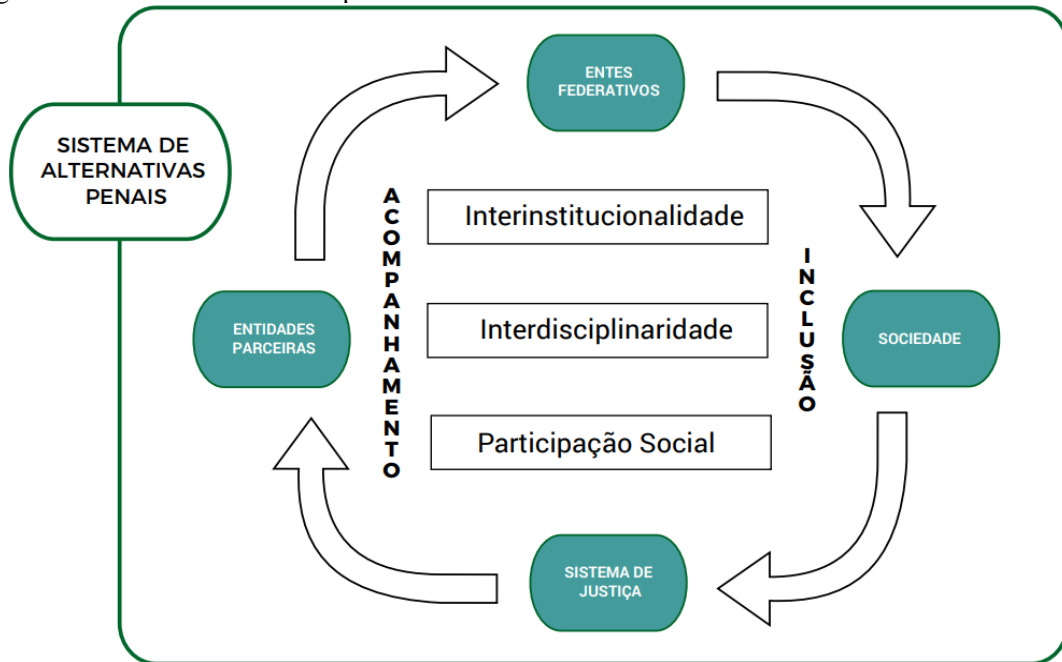 ENTES
FEDERATIVOS
SISTEMA DE
ALTERNATIVAS
PENAIS
ACOMPANHAMENTO
Interinstitucionalidade
INCLUSÃO
ENTIDADES
PARCEIRAS
Interdisciplinaridade
SOCIEDADE
Participação Social
SISTEMA DE
JUSTIÇA